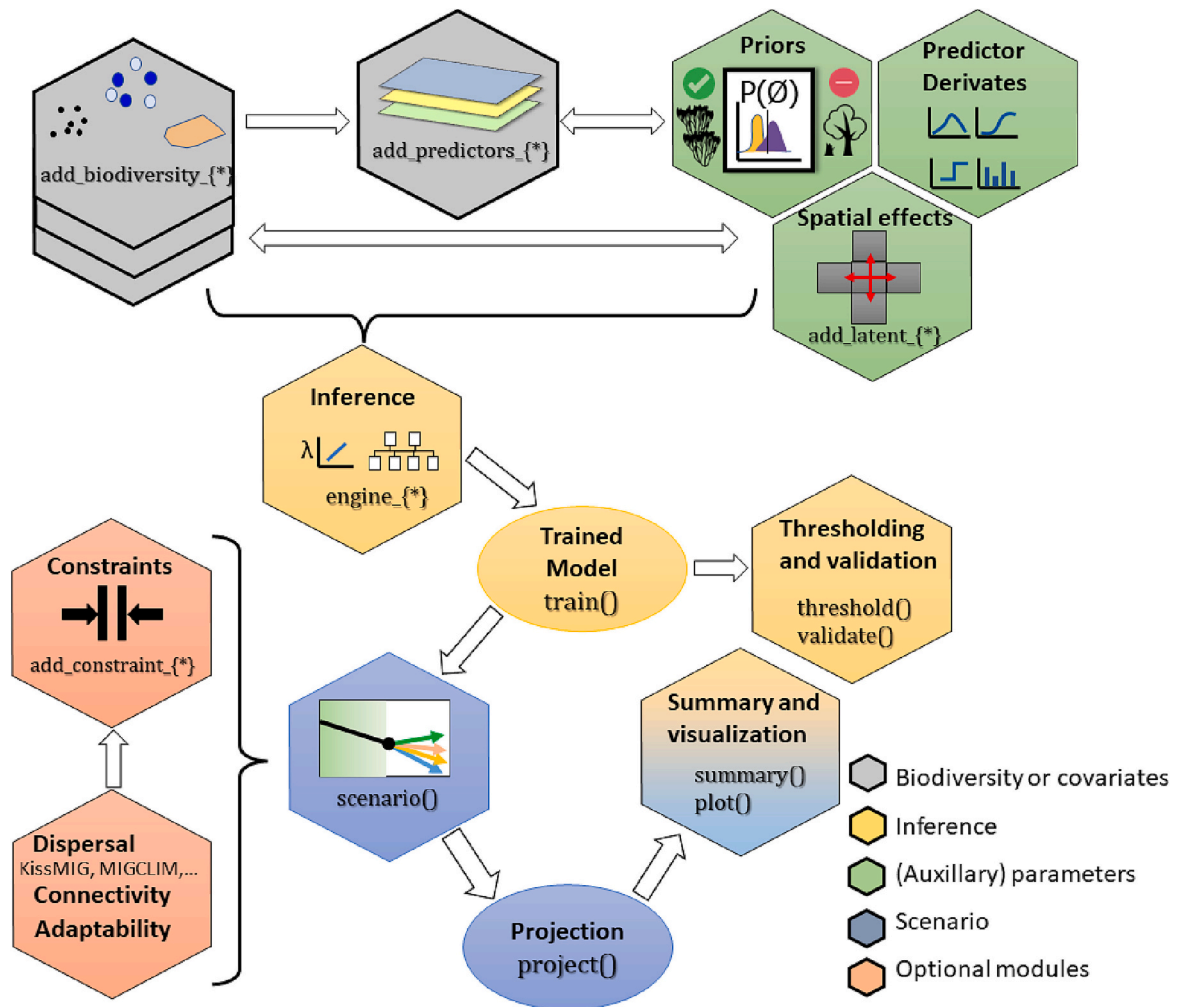 Priors
P(Ø)
Predictor
Derivates
add_biodiversity_{*}
add_predictors_{*}
Spatial effects
add_latent_{*}
Inference
λ
engine_{*}
Trained
Model
train()
Thresholding
and validation
threshold()
validate()
Constraints
add_constraint_{*}
scenario()
Summary and
visualization
summary()
plot()
Dispersal
KissMIG, MIGCLIM,...
Connectivity
Adaptability
Projection
project()
Biodiversity or covariates
Inference
(Auxillary) parameters
Scenario
Optional modules